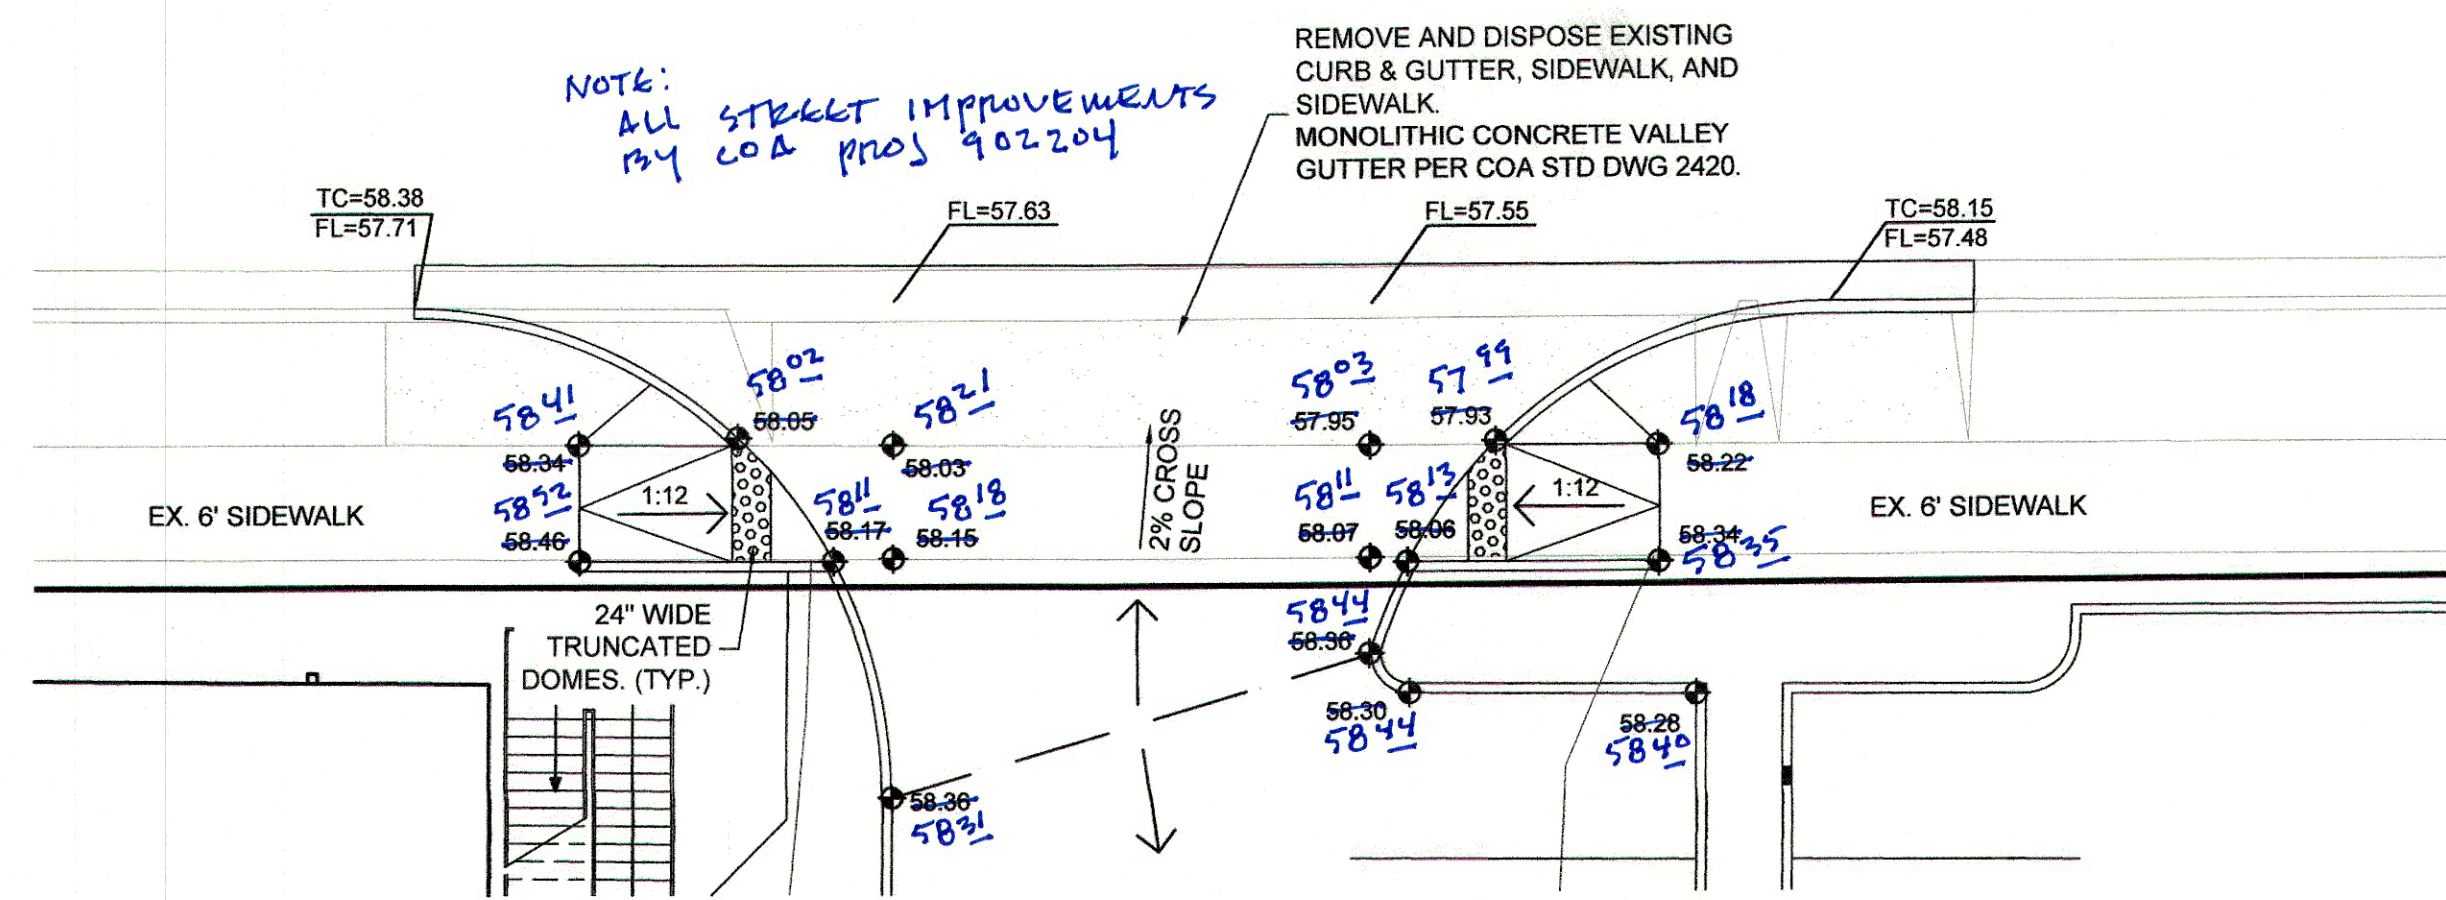 NOTE:
ALL STREET IMPROVEMENTS
BY COA PROJ 902204
REMOVE AND DISPOSE EXISTING
CURB & GUTTER, SIDEWALK, AND
SIDEWALK.
MONOLITHIC CONCRETE VALLEY
GUTTER PER COA STD DWG 2420.
TC=58.38
FL=57.71
FL=57.63
FL=57.55
TC=58.15
FL=57.48
58 41
58.34
58 02
58.05
58 21
58.03
58 03
57.95
57 99
57.93
58 18
58.22
EX. 6' SIDEWALK
58 52
58.46
1:12
58 11
58.17
58 18
58.15
2% CROSS
SLOPE
58 11
58.07
58 13
58.06
1:12
58.34
58 35
EX. 6' SIDEWALK
24" WIDE
TRUNCATED
DOMES. (TYP.)
58 44
58.36
58.30
58 44
58.28
58 40
58.36
58 31